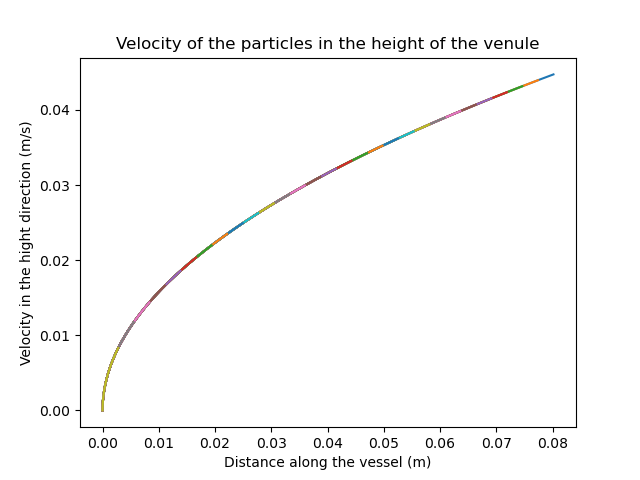 Velocity of the particles in the height of the venule
Velocity in the hight direction (m/s)
0.04
0.03
0.02
0.01
0.00
0.00 0.01 0.02 0.03 0.04 0.05 0.06 0.07 0.08
Distance along the vessel (m)